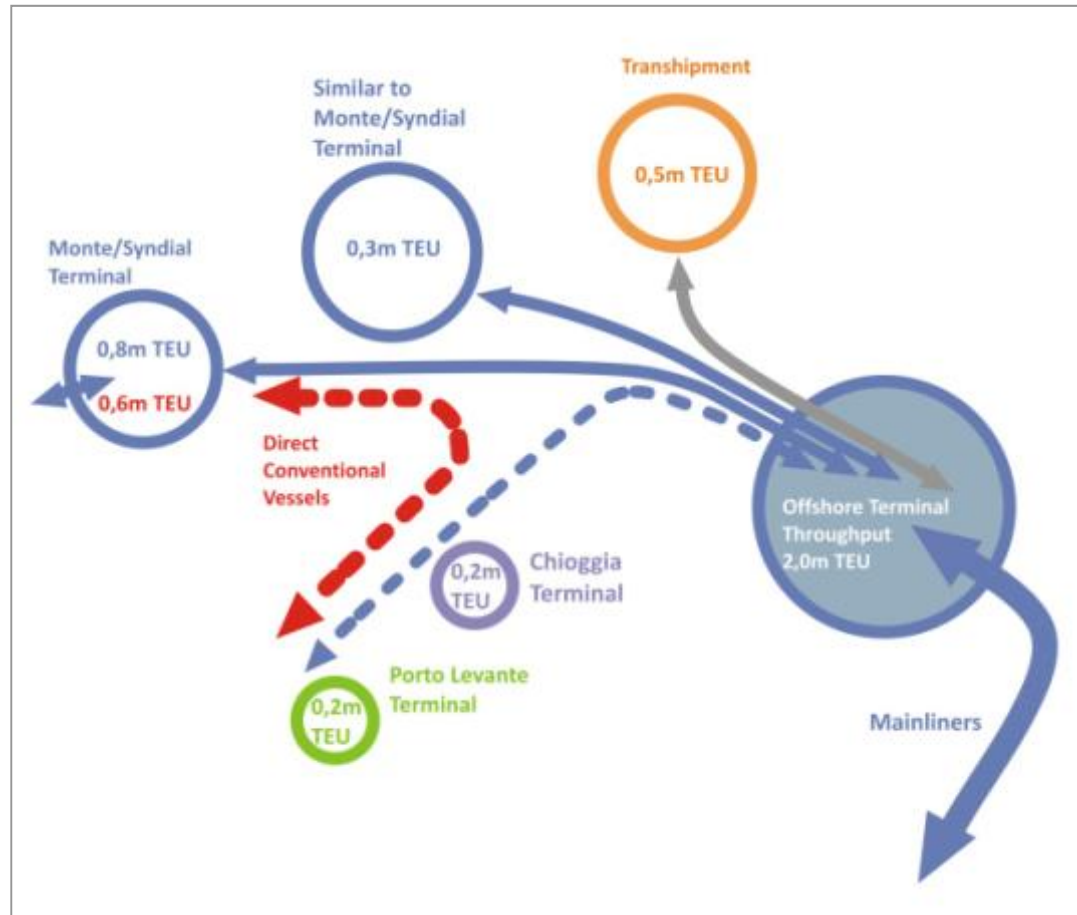 Transhipment
0,5m TEU
Similar to
Monte/Syndial
Terminal
0,3m TEU
Monte/Syndial
Terminal
0,8m TEU
0,6m TEU
Direct
Conventional
Vessels
0,2m
TEU
Chioggia
Terminal
Porto Levante
Terminal
0,2m
TEU
Offshore Terminal
Throughput
2,0m TEU
Mainliners